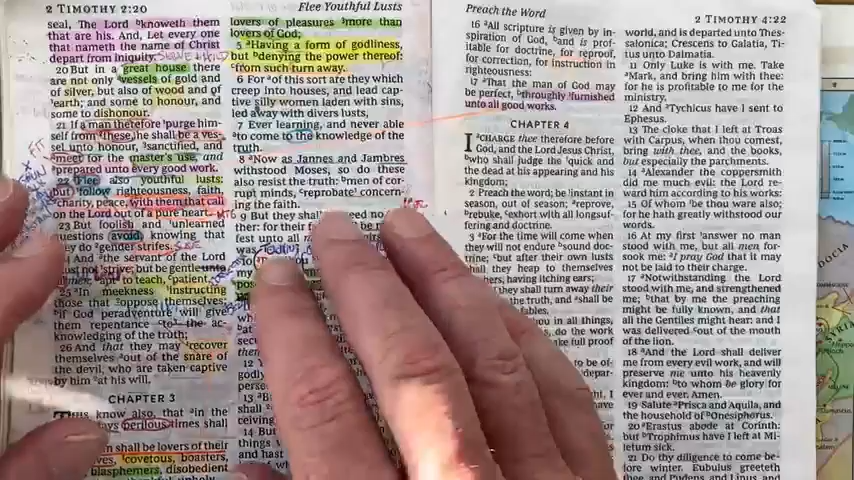 2 TIMOTHY 2:20
Flee Youthful Lusts
seal, The Lord knoweth them
that are his. And, Let every one
that nameth the name of Christ
depart from iniquity.
20 But in a great house there
are not only vessels of gold and
of silver, but also of wood and of
earth; and some to honour, and
some to dishonour.
21 If a man therefore purge him-
self from these, he shall be a ves-
sel unto honour, sanctified, and
meet for the master's use, and
prepared unto every good work.
22 Flee also youthful lusts:
but follow righteousness, faith,
charity, peace, with them that call
on the Lord out of a pure heart.
23 But foolish and unlearned
questions avoid, knowing that
they do gender strifes.
24 And the servant of the Lord
must not strive; but be gentle unto
all men, apt to teach, patient,
25 In meekness instructing
those that oppose themselves;
if God peradventure will give
them repentance to the ac-
knowledging of the truth;
26 And that they may recover
themselves out of the snare of
the devil, who are taken captive
by him at his will.
CHAPTER 3
THIS know also, that in the
days perilous times shall
n shall be lovers of their
covetous, boasters,
blasphemers, disobedient
lovers of pleasures more than
lovers of God;
5 Having a form of godliness,
but denying the power thereof:
from such turn away.
6 For of this sort are they which
creep into houses, and lead cap-
tive silly women laden with sins,
led away with divers lusts,
7 Ever learning, and never able
to come to the knowledge of the
truth.
8 Now as Jannes and Jambres
withstood Moses, so do these
also resist the truth: men of cor-
rupt minds, reprobate concern-
ing the faith.
9 But they shall
ther: for their
fest unto all
Preach the Word
2 TIMOTHY 4:22
16 All scripture is given by in-
spiration of God, and is prof-
itable for doctrine, for reproof,
for correction, for instruction in
righteousness:
17 That the man of God may
be perfect, throughly furnished
unto all good works.
CHAPTER 4
I CHARGE thee therefore before
God, and the Lord Jesus Christ,
who shall judge the quick and
the dead at his appearing and his
kingdom;
2 Preach the word; be instant in
season, out of season; reprove,
rebuke, exhort with all longsuf-
fering and doctrine.
3 For the time will come when
they will not endure sound doc-
trine; but after their own lusts
shall they heap to themselves
having itching ears;
they shall turn away their
the truth, and shall be
fables.
thou in all things,
do the work
ke full proof
world, and is departed unto Thes-
salonica; Crescens to Galatia, Ti-
tus unto Dalmatia.
11 Only Luke is with me. Take
Mark, and bring him with thee:
for he is profitable to me for the
ministry.
12 And Tychicus have I sent to
Ephesus.
13 The cloke that I left at Troas
with Carpus, when thou comest,
bring with thee, and the books,
but especially the parchments.
14 Alexander the coppersmith
did me much evil: the Lord re-
ward him according to his works:
15 Of whom be thou ware also;
for he hath greatly withstood our
words.
16 At my first answer no man
stood with me, but all men for-
sook me: I pray God that it may
not be laid to their charge.
17 Notwithstanding the Lord
stood with me, and strengthened
me; that by me the preaching
might be fully known, and that
all the Gentiles might hear: and I
was delivered out of the mouth
of the lion.
18 And the Lord shall deliver
me from every evil work, and will
preserve me unto his heavenly
kingdom: to whom be glory for
ever and ever. Amen.
19 Salute Prisca and Aquila, and
the household of Onesiphorus.
20 Erastus abode at Corinth:
but Trophimus have I left at Mi-
letum sick.
21 Do thy diligence to come be-
fore winter. Eubulus greeteth